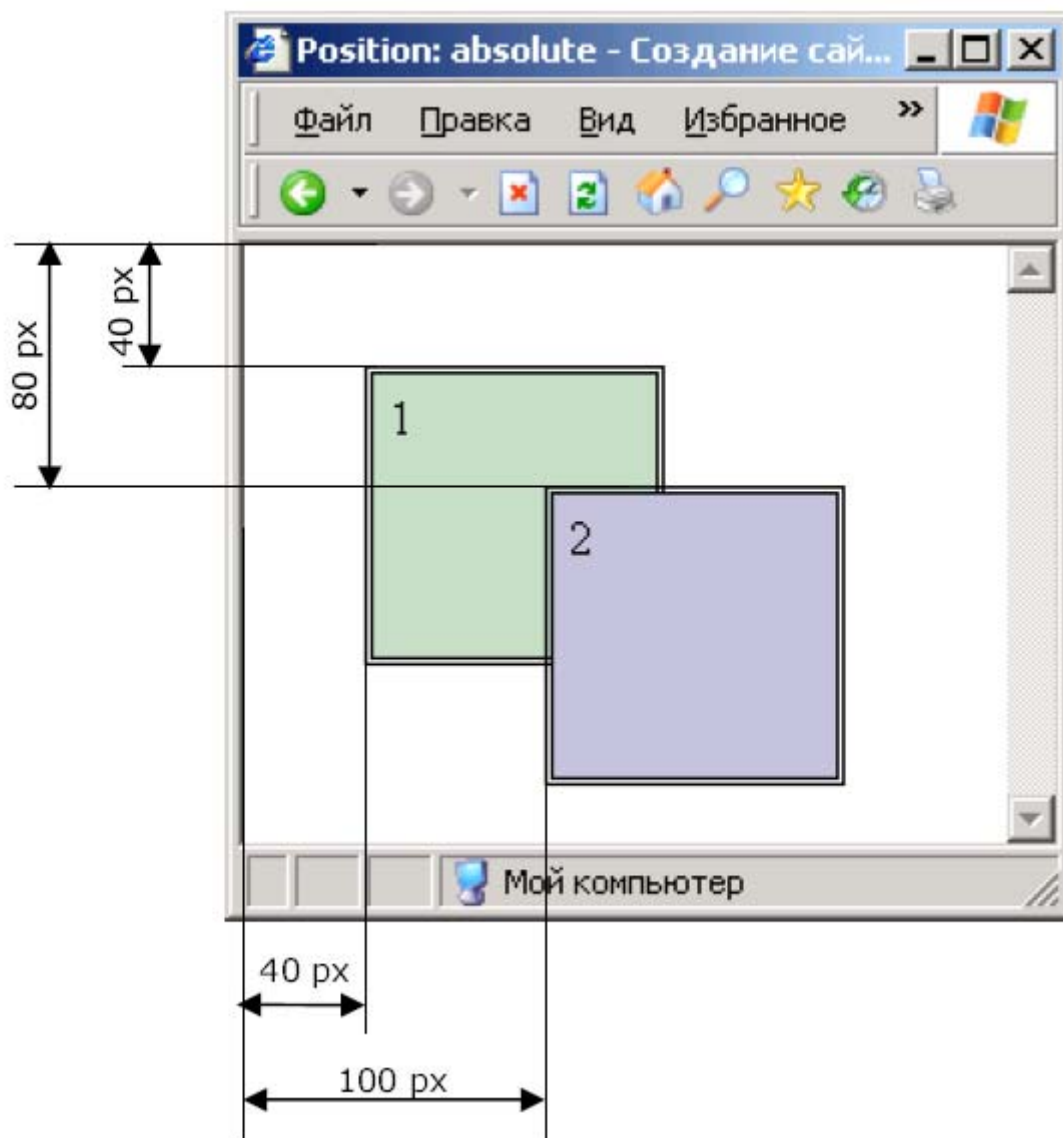 Position: absolute - Создание сай...
Файл Правка Вид Избранное »
40 px
80 px
1
2
Мой компьютер
40 px
100 px